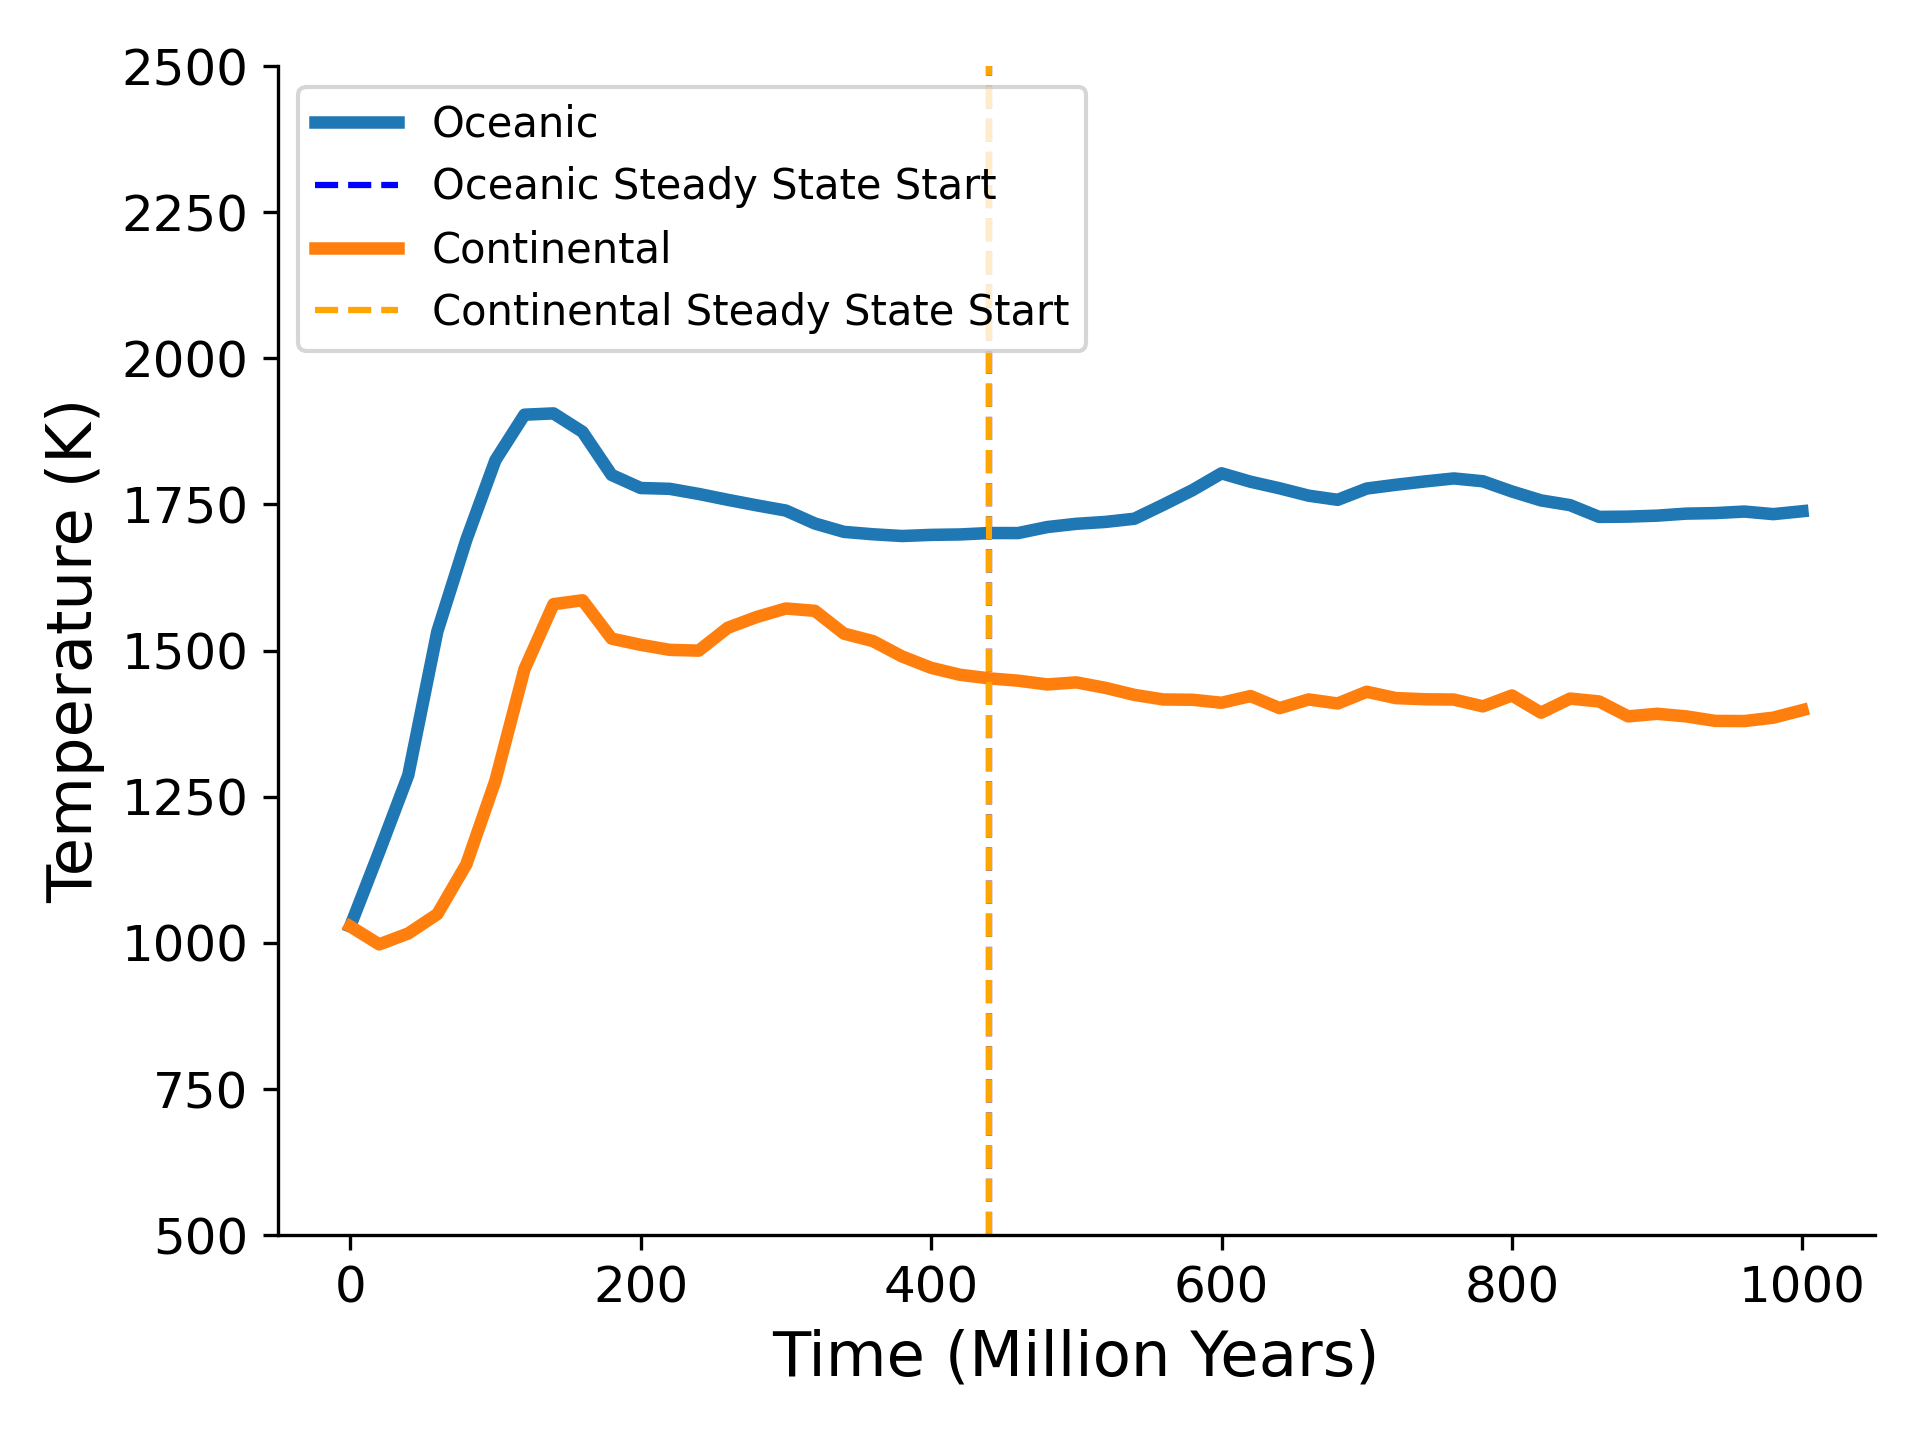 2500
2250
2000
1750
1500
1250
1000
750
500
Temperature (K)
Oceanic
Oceanic Steady State Start
Continental
Continental Steady State Start
0 200 400 600 800 1000
Time (Million Years)